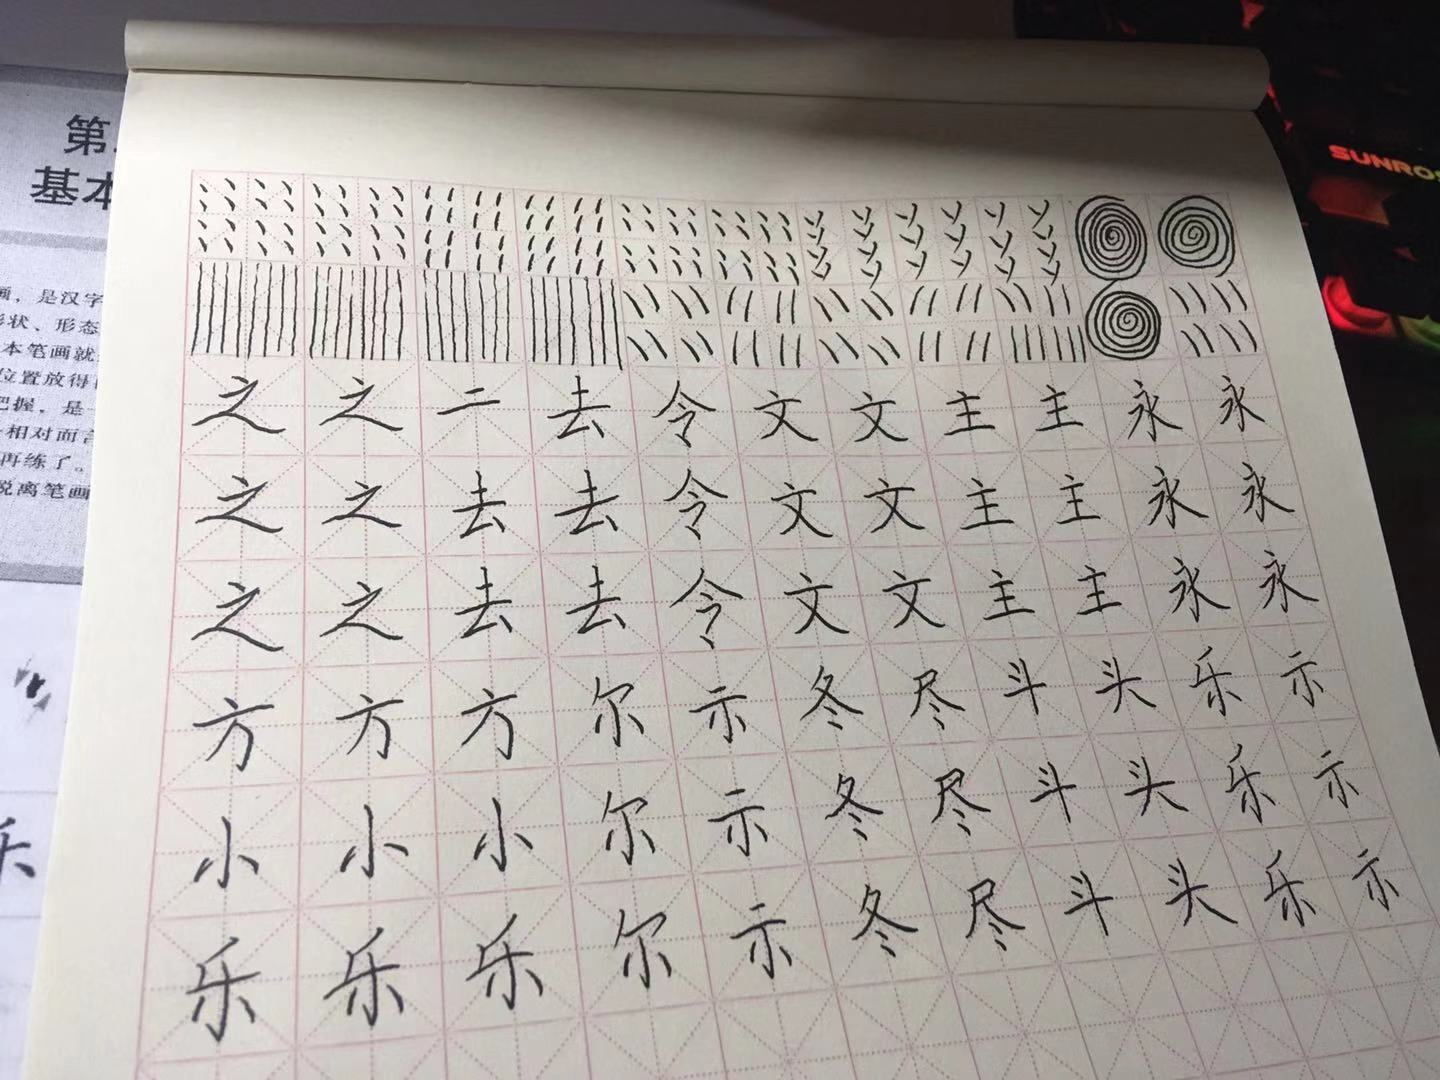 第
基本
画，是汉字
形状、形态
本笔画就
位置放得
把握，是
相对而言
再练了。
脱离笔画
乐
SUNROS
之之二去令文文主主永永
之之去去令文文主主永永
之之去去令文文主主永永
方方方尔示冬尽斗头乐示
小小小尔示冬尽斗头乐示
乐乐乐尔示冬尽斗头乐示